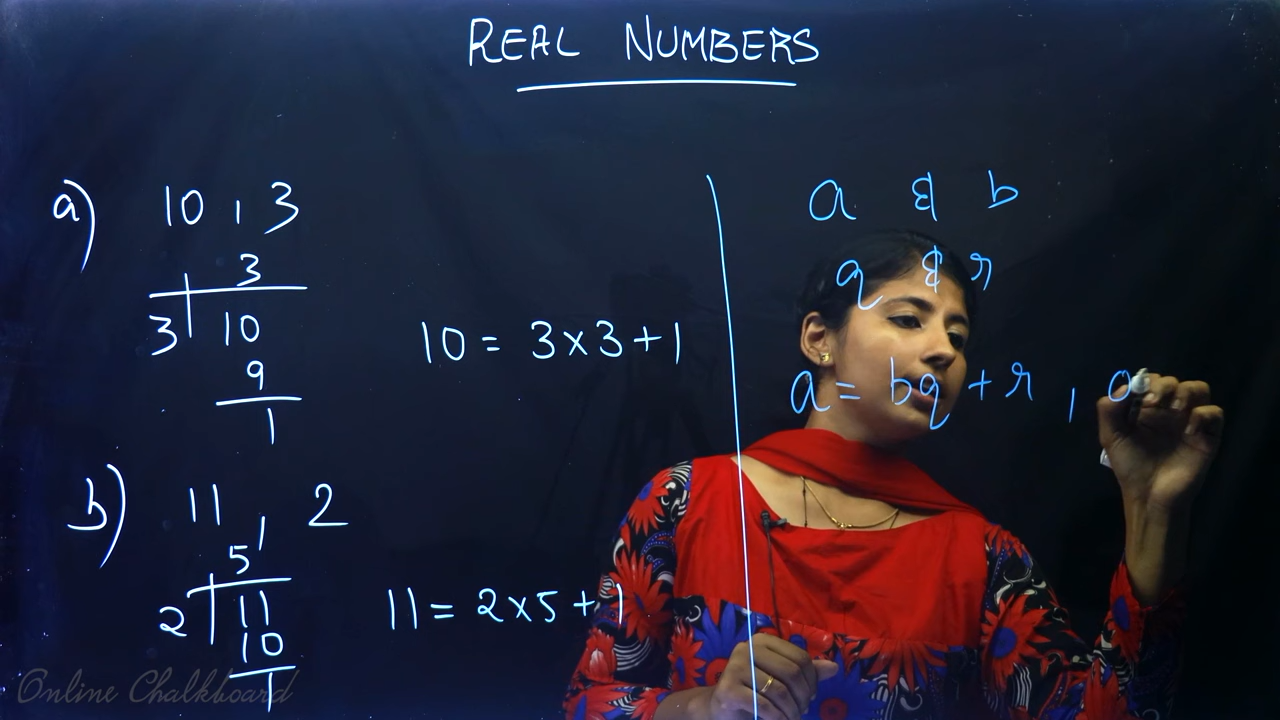 REAL NUMBERS
a) 10, 3
3
3 10
9
1
10 = 3×3+1
b) 11, 2
5
2 11
10
1
11 = 2×5+1
a & b
q & r
a = bq + r, 0
Online Chalkboard